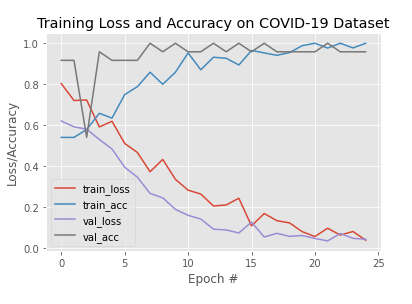 Training Loss and Accuracy on COVID-19 Dataset
1.0
0.8
0.6
0.4
0.2
0.0
Loss/Accuracy
train_loss
train_acc
val_loss
val_acc
0 5 10 15 20 25
Epoch #